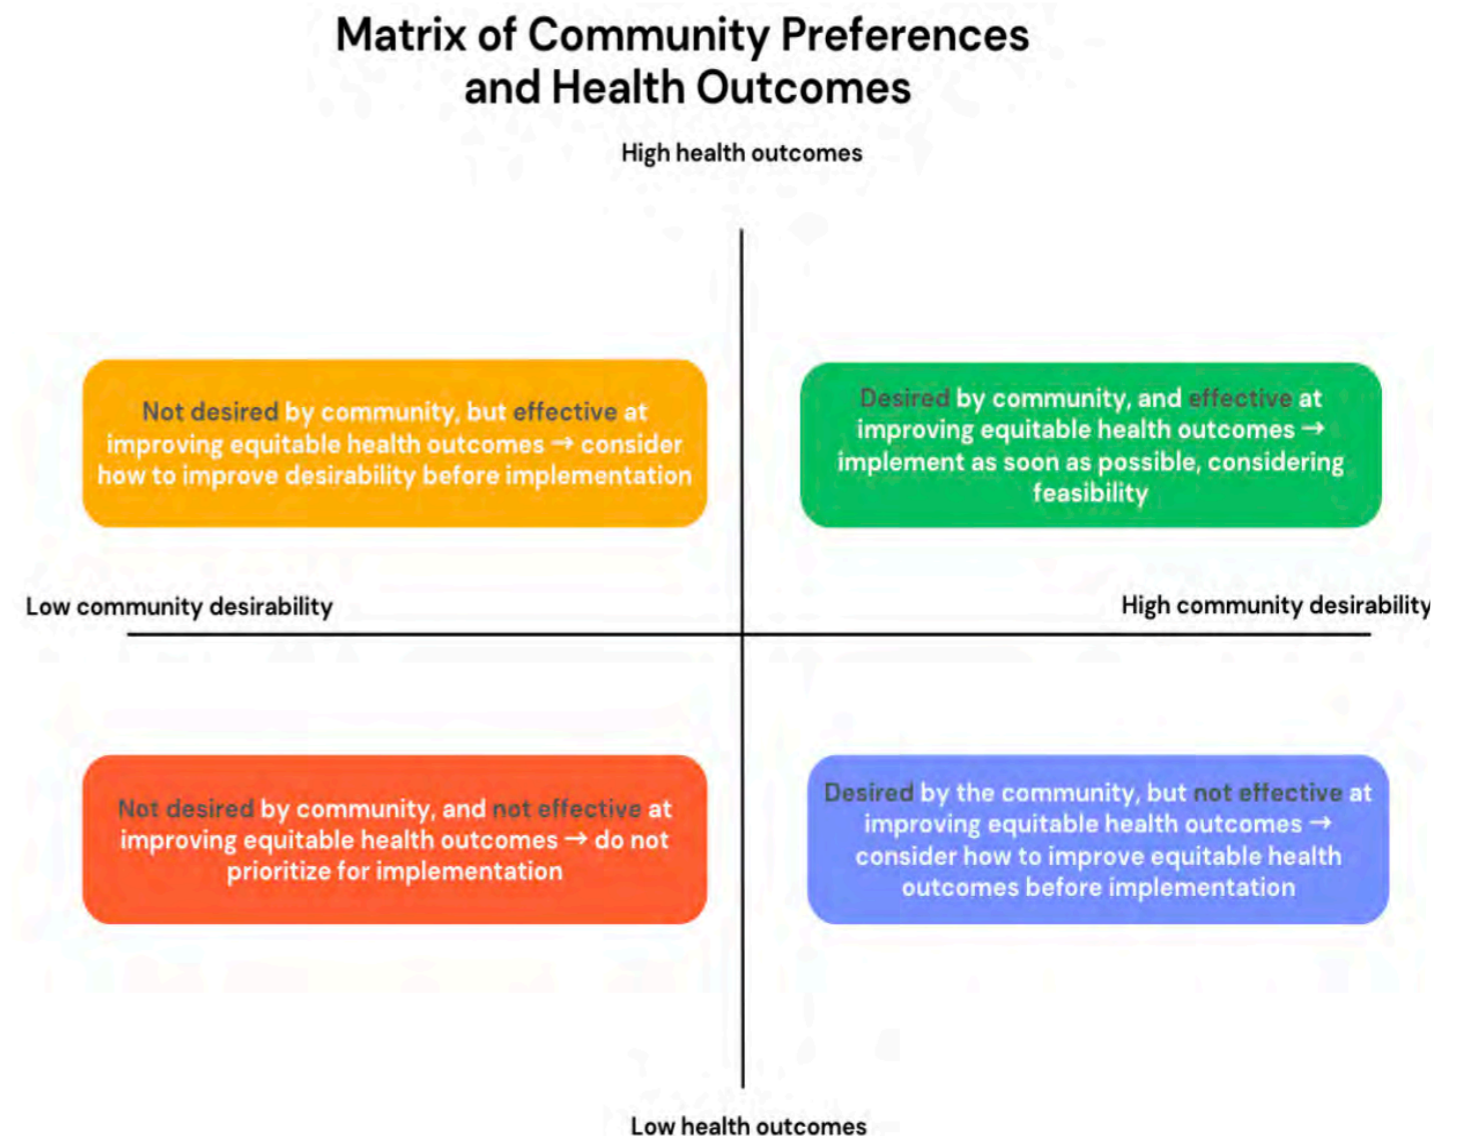 Matrix of Community Preferences
and Health Outcomes
High health outcomes
Not desired by community, but effective at
improving equitable health outcomes → consider
how to improve desirability before implementation
Desired by community, and effective at
improving equitable health outcomes →
implement as soon as possible, considering
feasibility
Low community desirability
High community desirability
Not desired by community, and not effective at
improving equitable health outcomes → do not
prioritize for implementation
Desired by the community, but not effective at
improving equitable health outcomes →
consider how to improve equitable health
outcomes before implementation
Low health outcomes